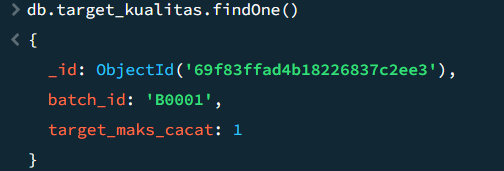 > db.target_kualitas.findOne()
< {
_id: ObjectId('69f83ffad4b18226837c2ee3'),
batch_id: 'B0001',
target_maks_cacat: 1
}